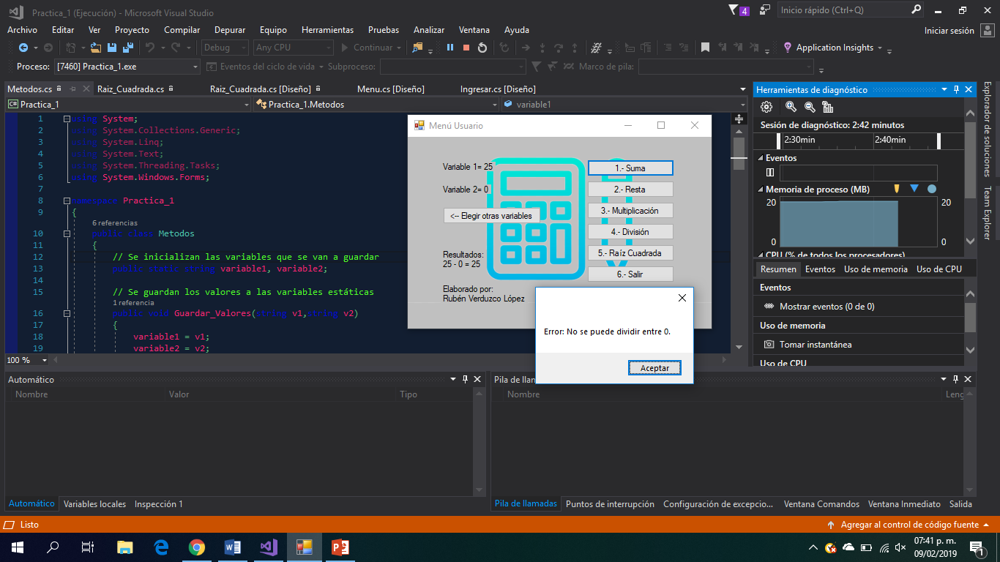 Practica_1 (Ejecución) - Microsoft Visual Studio
4
Inicio rápido (Ctrl+Q)
Archivo Editar Ver Proyecto Compilar Depurar Equipo Herramientas Pruebas Analizar Ventana Ayuda
Iniciar sesión
Debug Any CPU Continuar Application Insights
Proceso: [7460] Practica_1.exe Eventos del ciclo de vida Subproceso: Marco de pila:
Metodos.cs Raiz_Cuadrada.cs Raiz_Cuadrada.cs [Diseño] Menu.cs [Diseño] Ingresar.cs [Diseño]
Practica_1 Practica_1.Metodos variable1
1 using System;
2 using System.Collections.Generic;
3 using System.Linq;
4 using System.Text;
5 using System.Threading.Tasks;
6 using System.Windows.Forms;
7
8 namespace Practica_1
9 {
6 referencias
10 public class Metodos
11 {
12 // Se inicializan las variables que se van a guardar
13 public static string variable1, variable2;
14
15 // Se guardan los valores a las variables estáticas
1 referencia
16 public void Guardar_Valores(string v1,string v2)
17 {
18 variable1 = v1;
19 variable2 = v2;
100 %
Menú Usuario
Variable 1= 25
Variable 2= 0
<-- Elegir otras variables
Resultados:
25 - 0 = 25
Elaborado por:
Rubén Verduzco López
1.- Suma
2.- Resta
3.- Multiplicación
4.- División
5.- Raíz Cuadrada
6.- Salir
Error: No se puede dividir entre 0.
Aceptar
Herramientas de diagnóstico
Sesión de diagnóstico: 2:42 minutos
2:30min 2:40min
Eventos
Memoria de proceso (MB)
20 20
0 0
CPU (% de todos los procesadores)
Resumen Eventos Uso de memoria Uso de CPU
Eventos
Mostrar eventos (0 de 0)
Uso de memoria
Tomar instantánea
Uso de CPU
Explorador de soluciones
Team Explorer
Automático
Nombre Valor Tipo
Automático Variables locales Inspección 1
Pila de llam
Nombre Leng
Pila de llamadas Puntos de interrupción Configuración de excepcio... Ventana Comandos Ventana Inmediato Salida
Listo
Agregar al control de código fuente
07:41 p. m.
09/02/2019
1